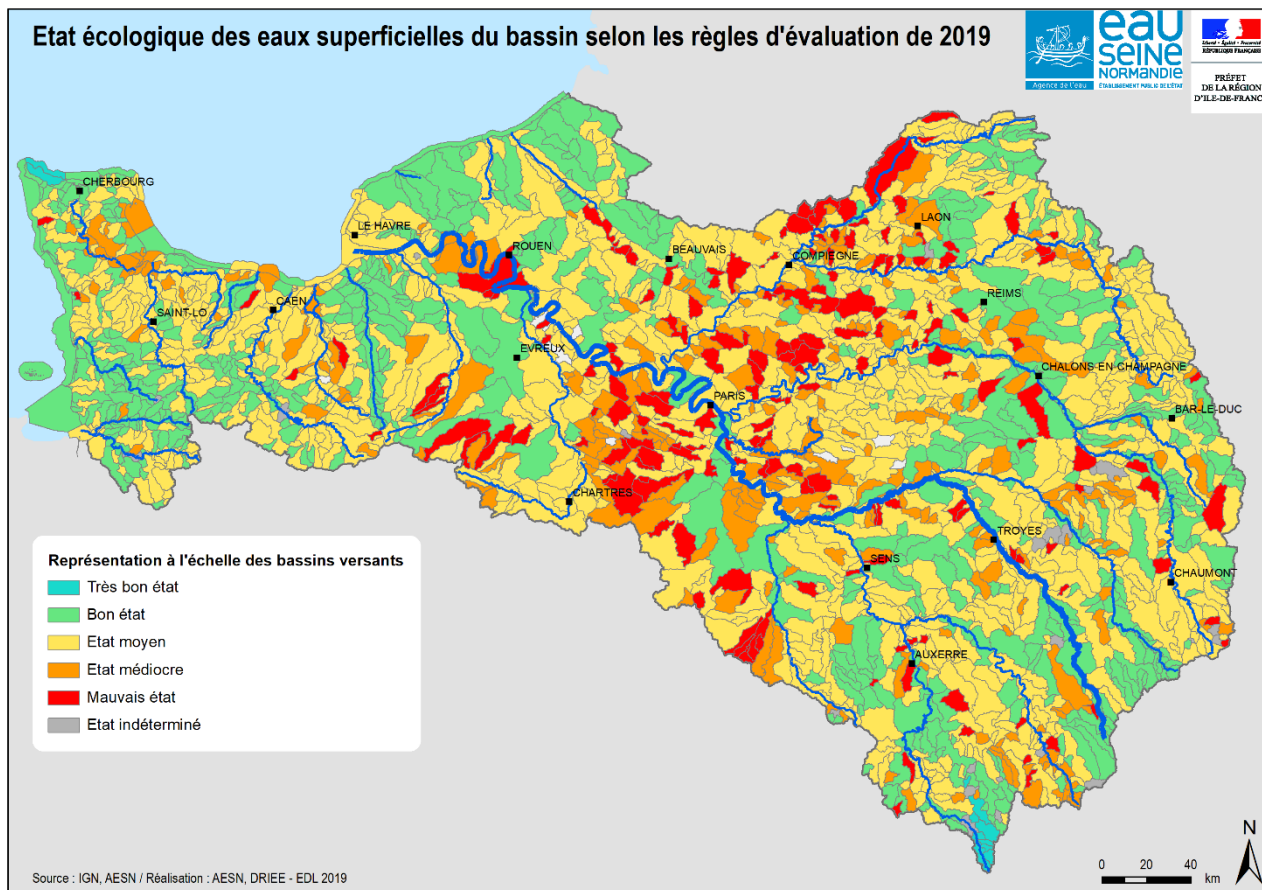 Etat écologique des eaux superficielles du bassin selon les règles d'évaluation de 2019
eau
SEINE
NORMANDIE
Agence de l'eau
ÉTABLISSEMENT PUBLIC DE L'ÉTAT
Liberté • Égalité • Fraternité
RÉPUBLIQUE FRANÇAISE
PRÉFET
DE LA RÉGION
D'ILE-DE-FRANC
CHERBOURG
LE HAVRE
ROUEN
BEAUVAIS
LAON
COMPIEGNE
SAINT-LO
CAEN
REIMS
EVREUX
CHALONS-EN-CHAMPAGNE
PARIS
BAR-LE-DUC
CHARTRES
TROYES
SENS
CHAUMONT
AUXERRE
Représentation à l'échelle des bassins versants
Très bon état
Bon état
Etat moyen
Etat médiocre
Mauvais état
Etat indéterminé
N
0 20 40
km
Source : IGN, AESN / Réalisation : AESN, DRIEE - EDL 2019